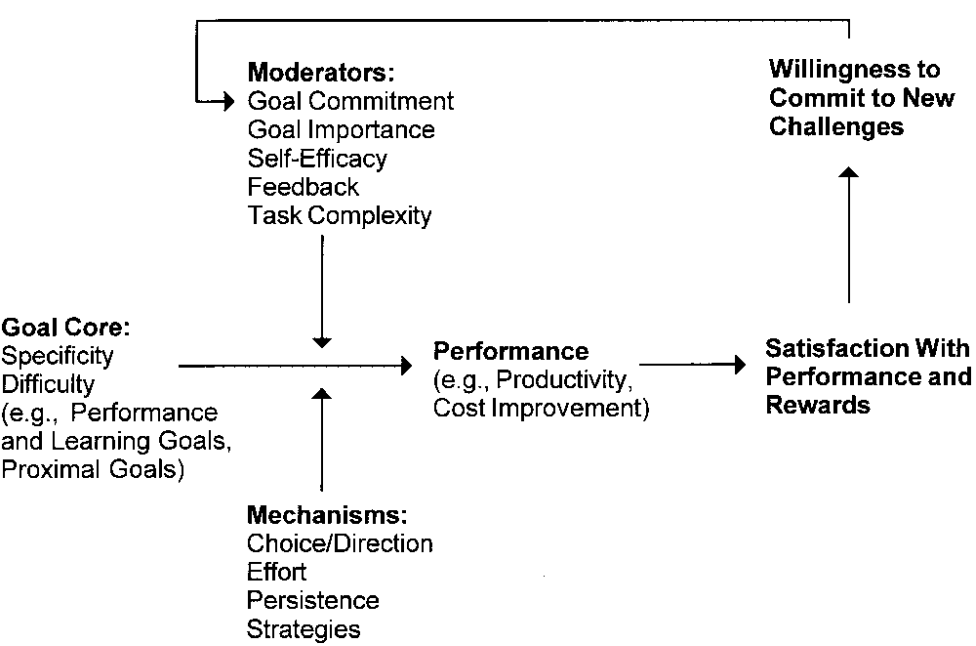 Moderators:
Goal Commitment
Goal Importance
Self-Efficacy
Feedback
Task Complexity
Willingness to
Commit to New
Challenges
Goal Core:
Specificity
Difficulty
(e.g., Performance
and Learning Goals,
Proximal Goals)
Performance
(e.g., Productivity,
Cost Improvement)
Satisfaction With
Performance and
Rewards
Mechanisms:
Choice/Direction
Effort
Persistence
Strategies